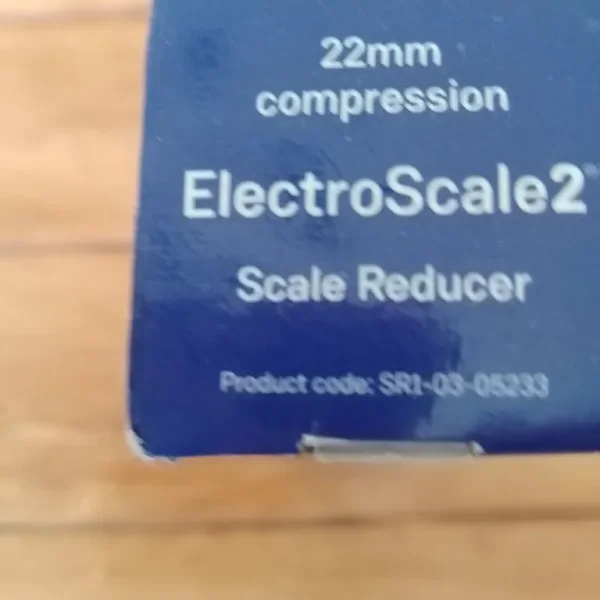 22mm
compression
ElectroScale2
Scale Reducer
Product code: SR1-03-05233